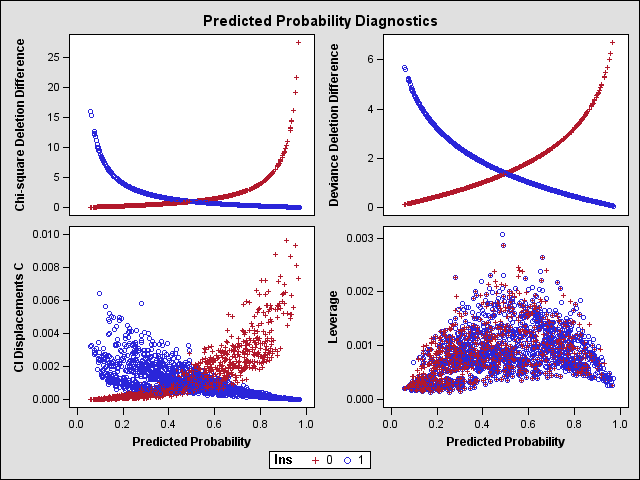 Predicted Probability Diagnostics
Chi-square Deletion Difference
25
20
15
10
5
0
Deviance Deletion Difference
6
4
2
0
CI Displacements C
0.010
0.008
0.006
0.004
0.002
0.000
0.0 0.2 0.4 0.6 0.8 1.0
Predicted Probability
Leverage
0.003
0.002
0.001
0.000
0.0 0.2 0.4 0.6 0.8 1.0
Predicted Probability
Ins + 0 ○ 1